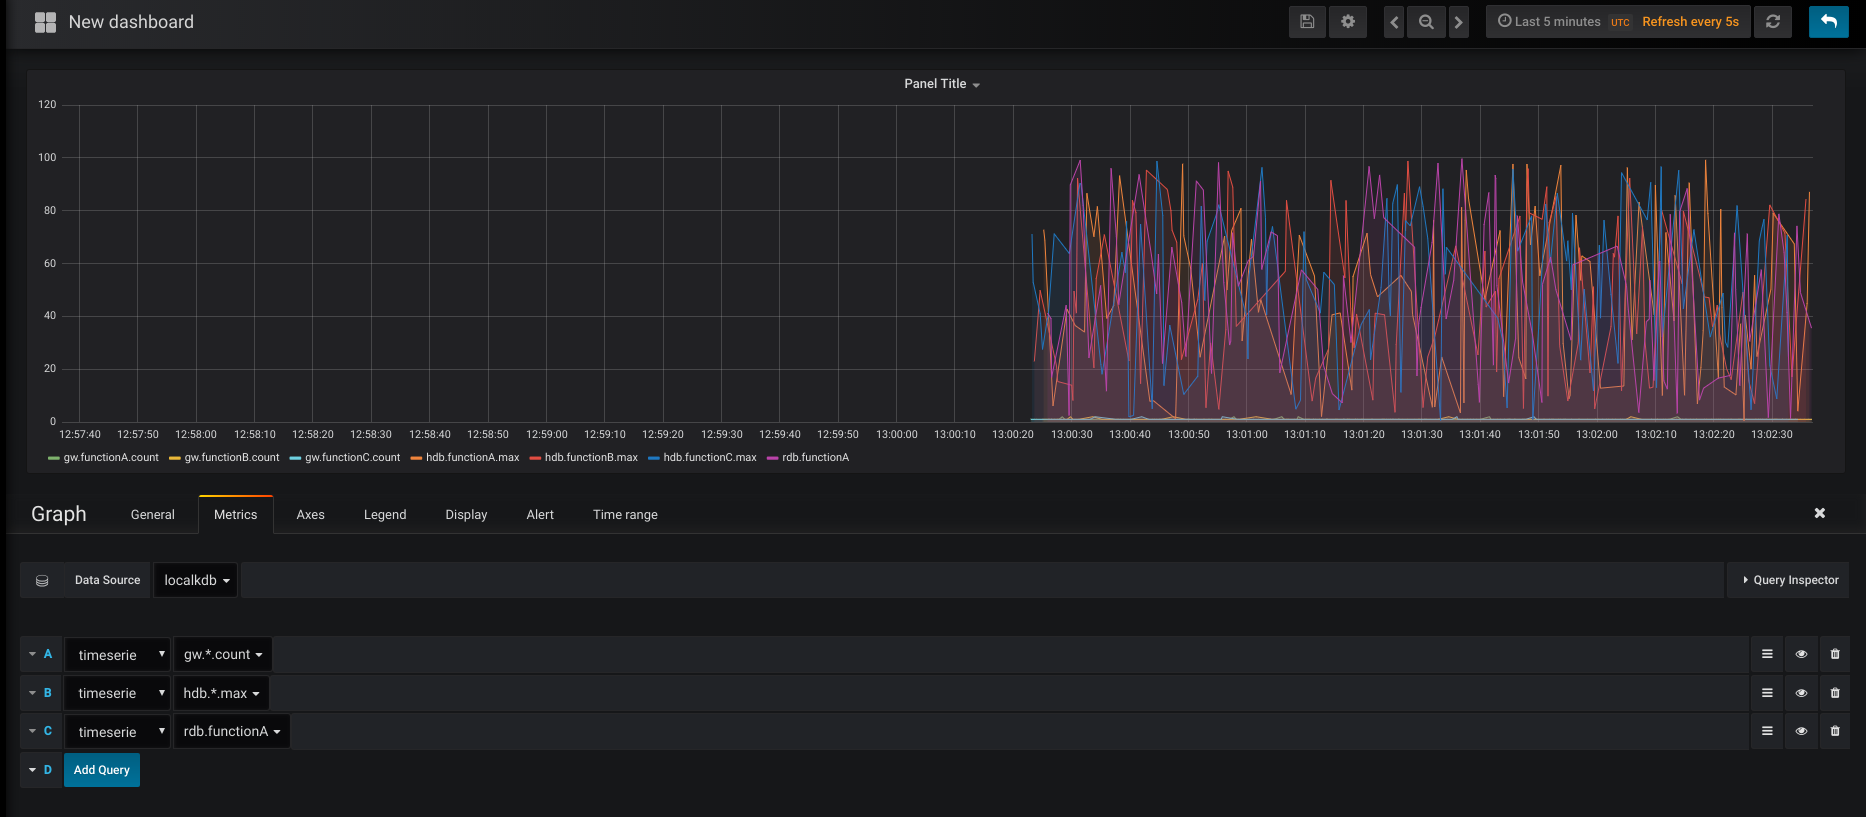 New dashboard
Last 5 minutes UTC Refresh every 5s
Panel Title
120
100
80
60
40
20
0
12:57:40 12:57:50 12:58:00 12:58:10 12:58:20 12:58:30 12:58:40 12:58:50 12:59:00 12:59:10 12:59:20 12:59:30 12:59:40 12:59:50 13:00:00 13:00:10 13:00:20 13:00:30 13:00:40 13:00:50 13:01:00 13:01:10 13:01:20 13:01:30 13:01:40 13:01:50 13:02:00 13:02:10 13:02:20 13:02:30
gw.functionA.count gw.functionB.count gw.functionC.count hdb.functionA.max hdb.functionB.max hdb.functionC.max rdb.functionA
Graph General Metrics Axes Legend Display Alert Time range
Data Source localkdb Query Inspector
A timeserie gw.*.count
B timeserie hdb.*.max
C timeserie rdb.functionA
D Add Query